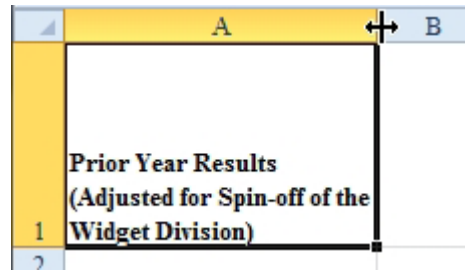 A B
Prior Year Results
(Adjusted for Spin-off of the
1 Widget Division)
2